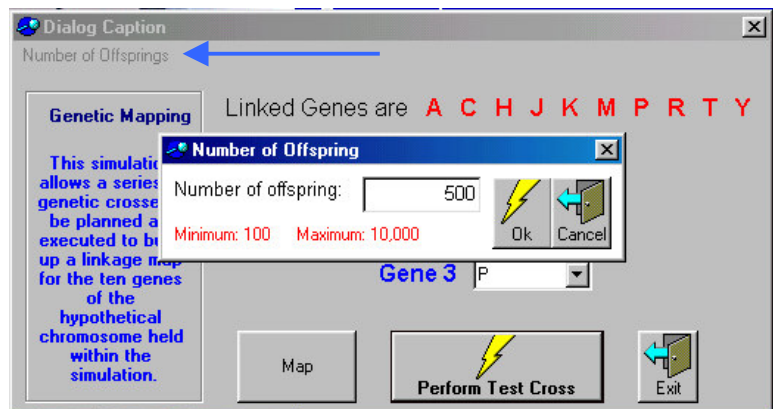 Dialog Caption
Number of Offsprings
Genetic Mapping
This simulatio
allows a series
genetic crosse
be planned a
executed to bu
up a linkage
for the ten genes
of the
hypothetical
chromosome held
within the
simulation.
Linked Genes are A C H J K M P R T Y
Number of Offspring
Number of offspring: 500
Minimum: 100 Maximum: 10,000
Ok
Cancel
Gene 3 P
Map
Perform Test Cross
Exit